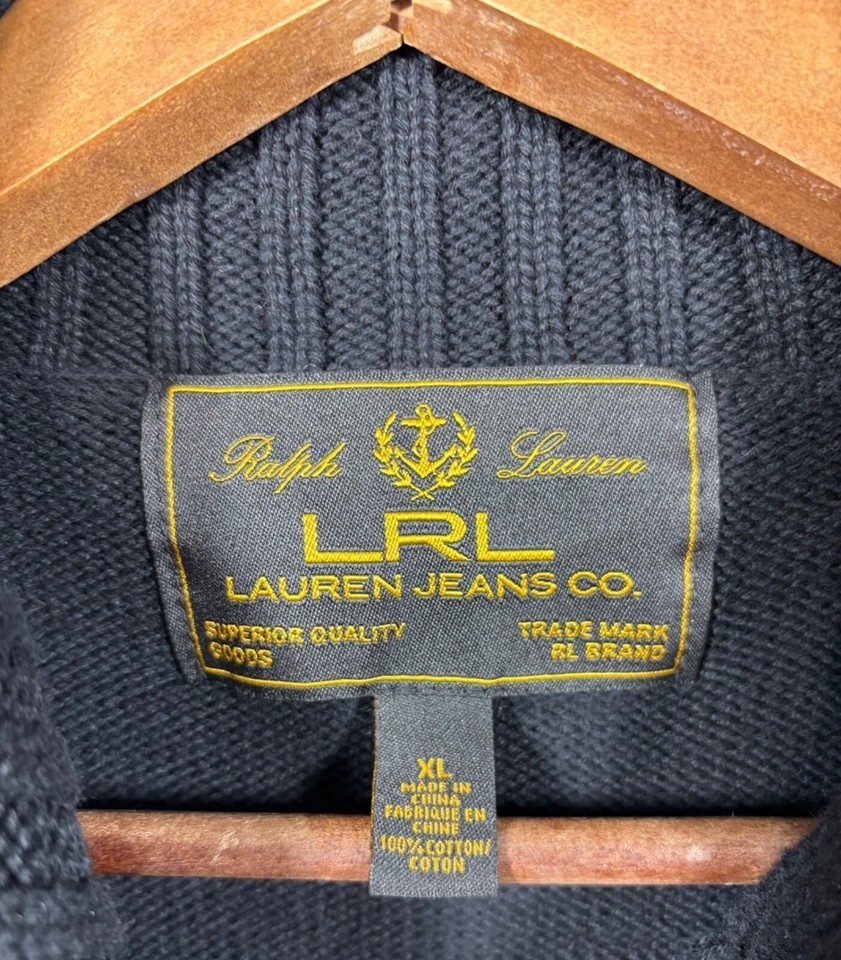 Ralph Lauren
LRL
LAUREN JEANS CO.
SUPERIOR QUALITY
GOODS
TRADE MARK
RL BRAND
XL
MADE IN
CHINA
FABRIQUE EN
CHINE
100% COTTON/
COTON